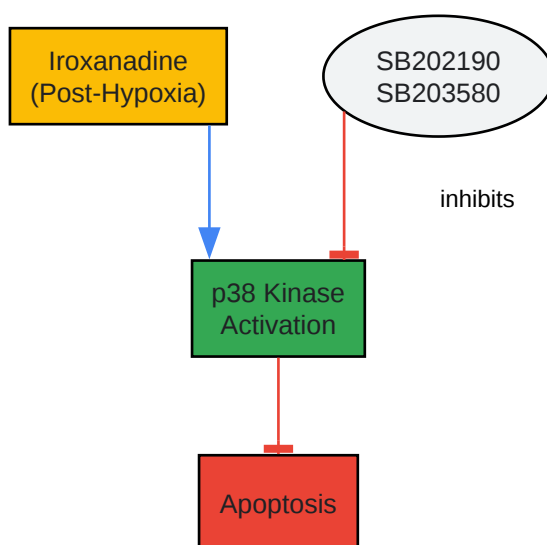 Iroxanadine
(Post-Hypoxia)
SB202190
SB203580
inhibits
p38 Kinase
Activation
Apoptosis